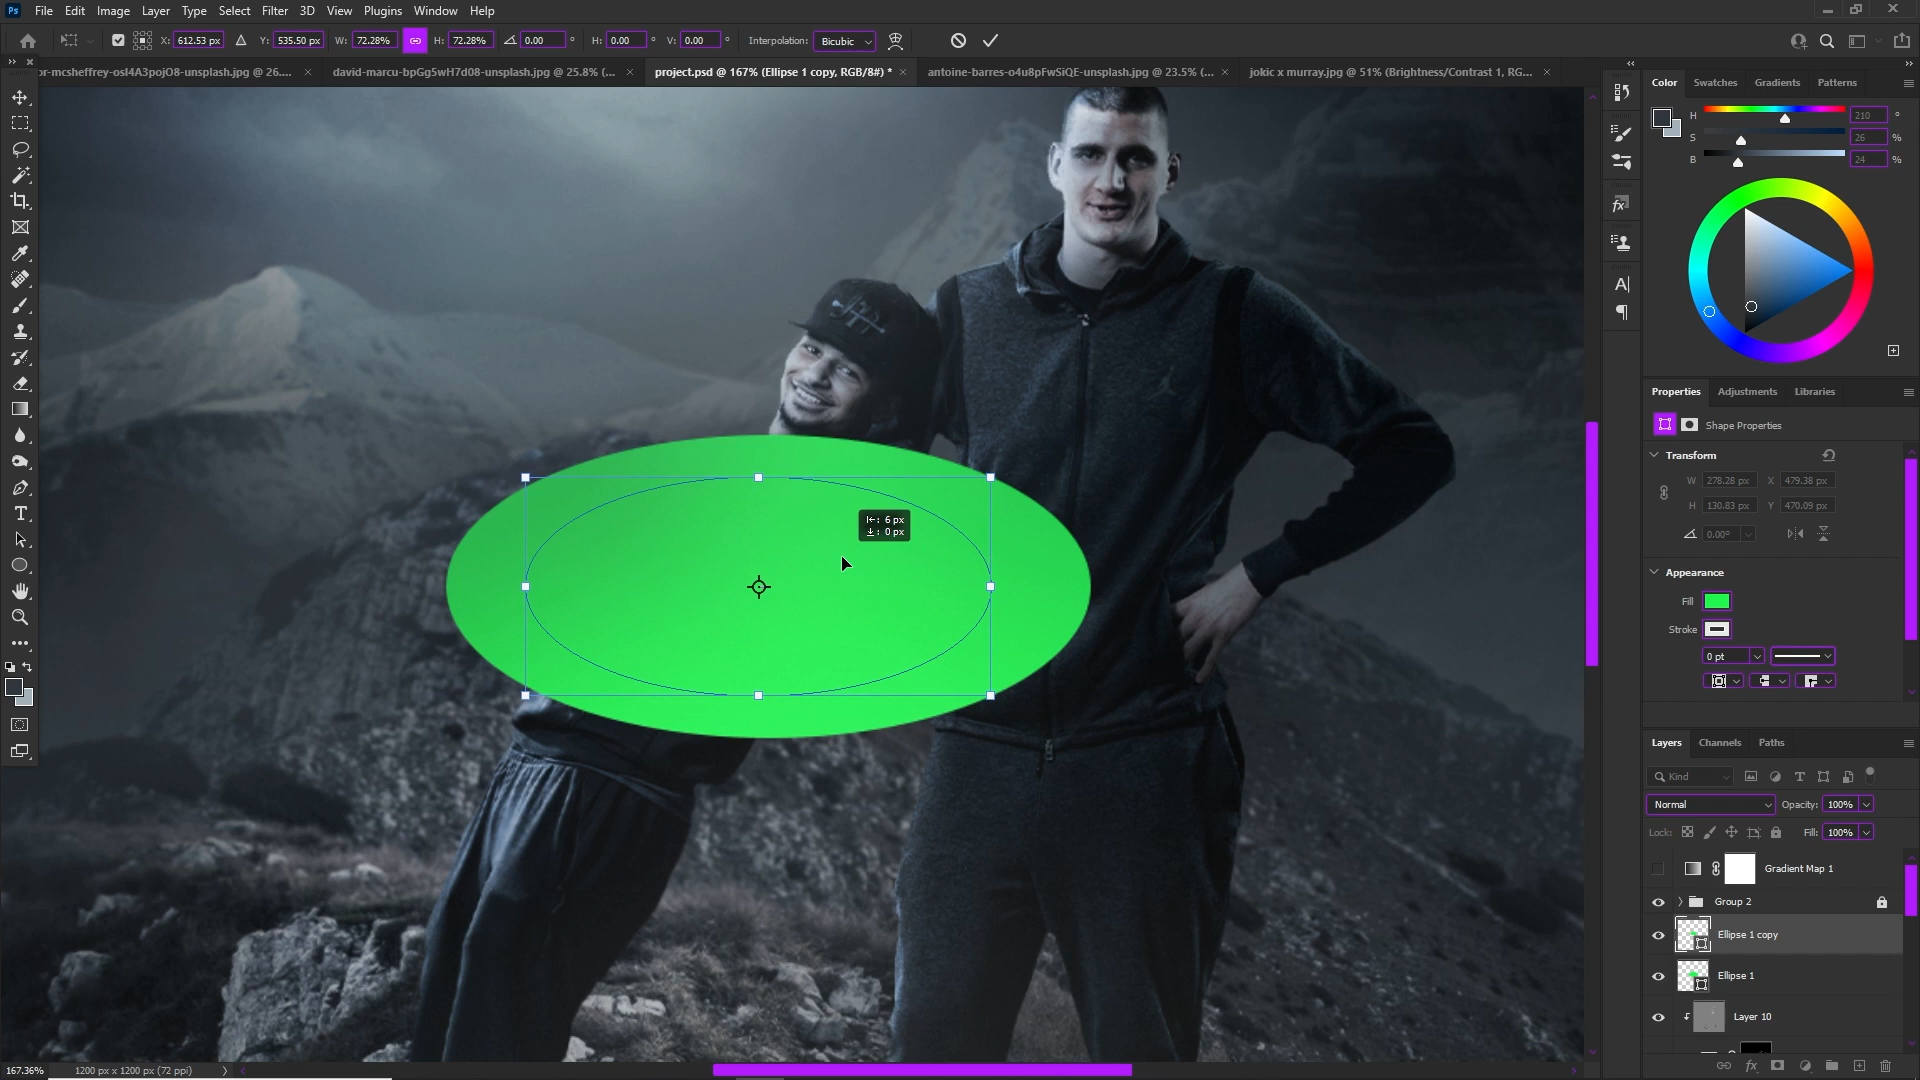 Ps File Edit Image Layer Type Select Filter 3D View Plugins Window Help
X: 612.53 px Y: 535.50 px W: 72.28% H: 72.28% 0.00 ° H: 0.00 ° V: 0.00 ° Interpolation: Bicubic
or-mcsheffrey-osI4A3pojO8-unsplash.jpg @ 26.... × david-marcu-bpGg5wH7d08-unsplash.jpg @ 25.8% (... × project.psd @ 167% (Ellipse 1 copy, RGB/8#) * × antoine-barres-o4u8pFwSiQE-unsplash.jpg @ 23.5% (... × jokic x murray.jpg @ 51% (Brightness/Contrast 1, RG... ×
Color Swatches Gradients Patterns
H 210 °
S 26 %
B 24 %
: 6 px
: 0 px
Properties Adjustments Libraries
Shape Properties
Transform
W 278.28 px X 479.38 px
H 130.83 px Y 470.09 px
0.00°
Appearance
Fill
Stroke
0 pt
Layers Channels Paths
Kind
Normal Opacity: 100%
Lock: Fill: 100%
Gradient Map 1
Group 2
Ellipse 1 copy
Ellipse 1
Layer 10
167.36% 1200 px x 1200 px (72 ppi)